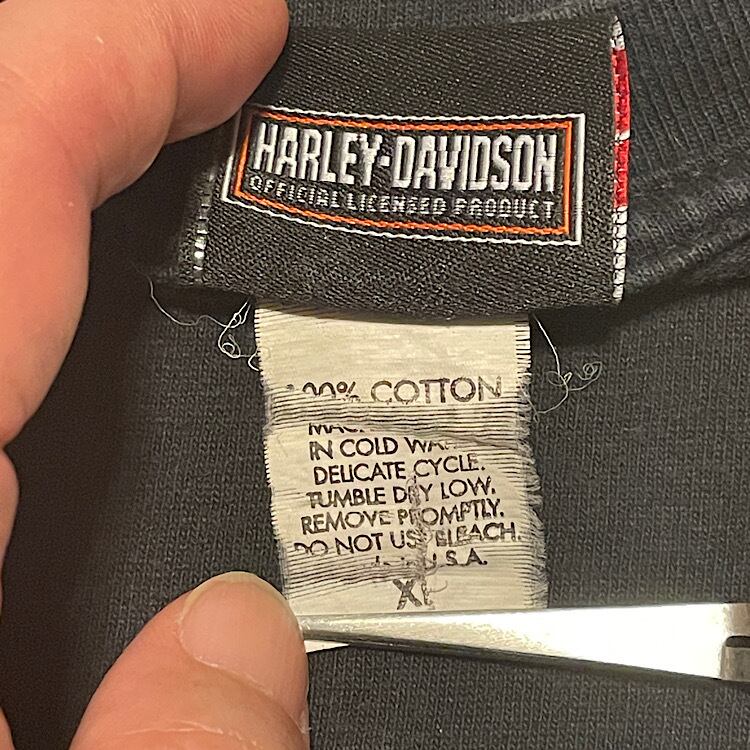 HARLEY-DAVIDSON
OFFICIAL LICENSED PRODUCT
100% COTTON
IN COLD
DELICATE CYCLE.
TUMBLE DRY LOW.
REMOVE PROMPTLY.
DO NOT USE BLEACH.
U.S.A.
XL